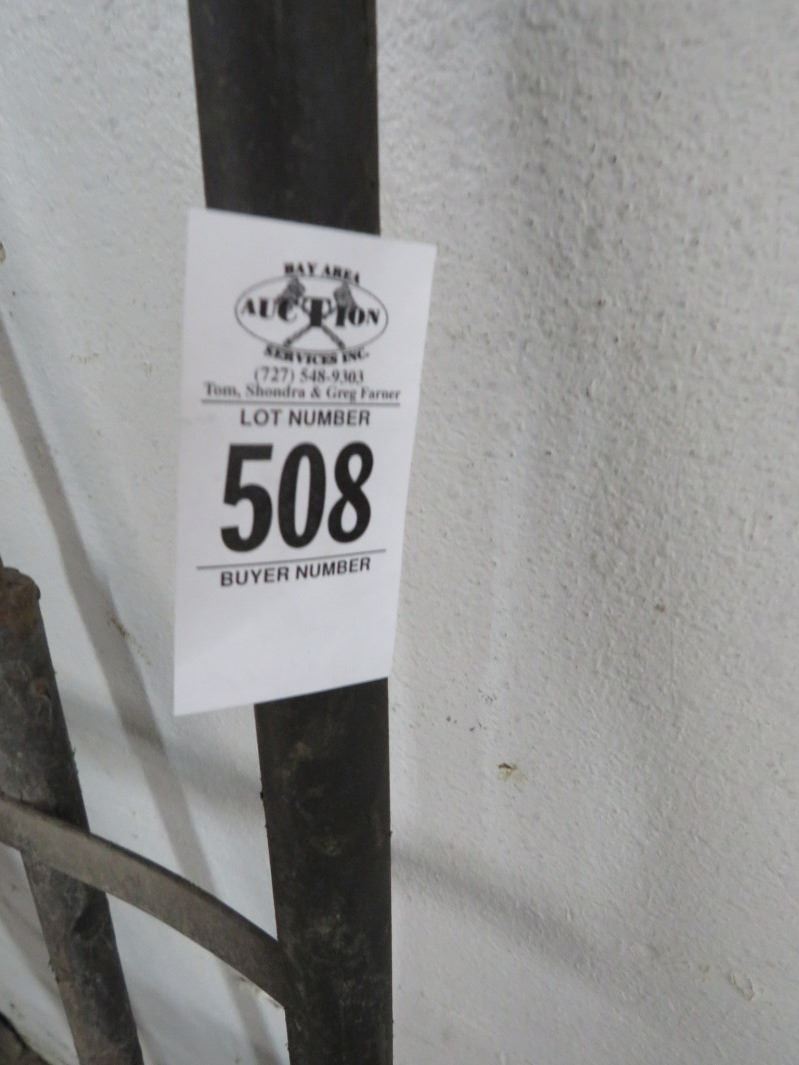 BAY AREA
AUCTION
SERVICES INC.
(727) 548-9303
Tom, Shondra & Greg Farner
LOT NUMBER
508
BUYER NUMBER